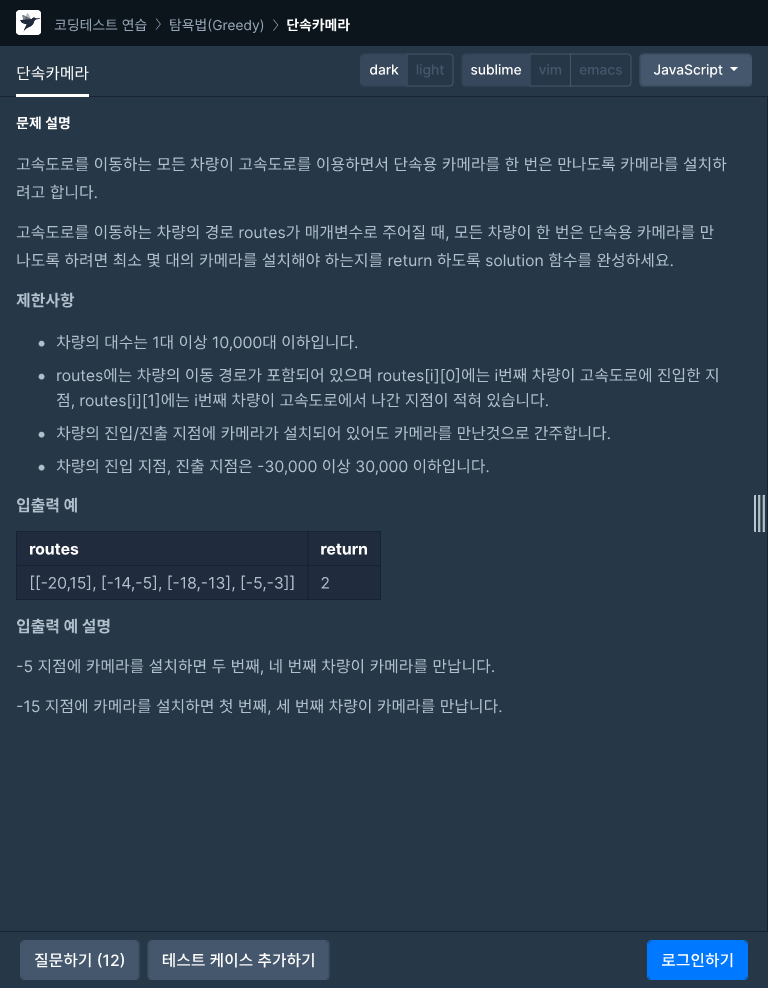 코딩테스트 연습 > 탐욕법(Greedy) > 단속카메라
단속카메라 dark light sublime vim emacs JavaScript
문제 설명
고속도로를 이동하는 모든 차량이 고속도로를 이용하면서 단속용 카메라를 한 번은 만나도록 카메라를 설치하
려고 합니다.
고속도로를 이동하는 차량의 경로 routes가 매개변수로 주어질 때, 모든 차량이 한 번은 단속용 카메라를 만
나도록 하려면 최소 몇 대의 카메라를 설치해야 하는지를 return 하도록 solution 함수를 완성하세요.
제한사항
• 차량의 대수는 1대 이상 10,000대 이하입니다.
• routes에는 차량의 이동 경로가 포함되어 있으며 routes[i][0]에는 i번째 차량이 고속도로에 진입한 지
점, routes[i][1]에는 i번째 차량이 고속도로에서 나간 지점이 적혀 있습니다.
• 차량의 진입/진출 지점에 카메라가 설치되어 있어도 카메라를 만난것으로 간주합니다.
• 차량의 진입 지점, 진출 지점은 -30,000 이상 30,000 이하입니다.
입출력 예
routes return
[[-20,15], [-14,-5], [-18,-13], [-5,-3]] 2
입출력 예 설명
-5 지점에 카메라를 설치하면 두 번째, 네 번째 차량이 카메라를 만납니다.
-15 지점에 카메라를 설치하면 첫 번째, 세 번째 차량이 카메라를 만납니다.
질문하기 (12) 테스트 케이스 추가하기 로그인하기